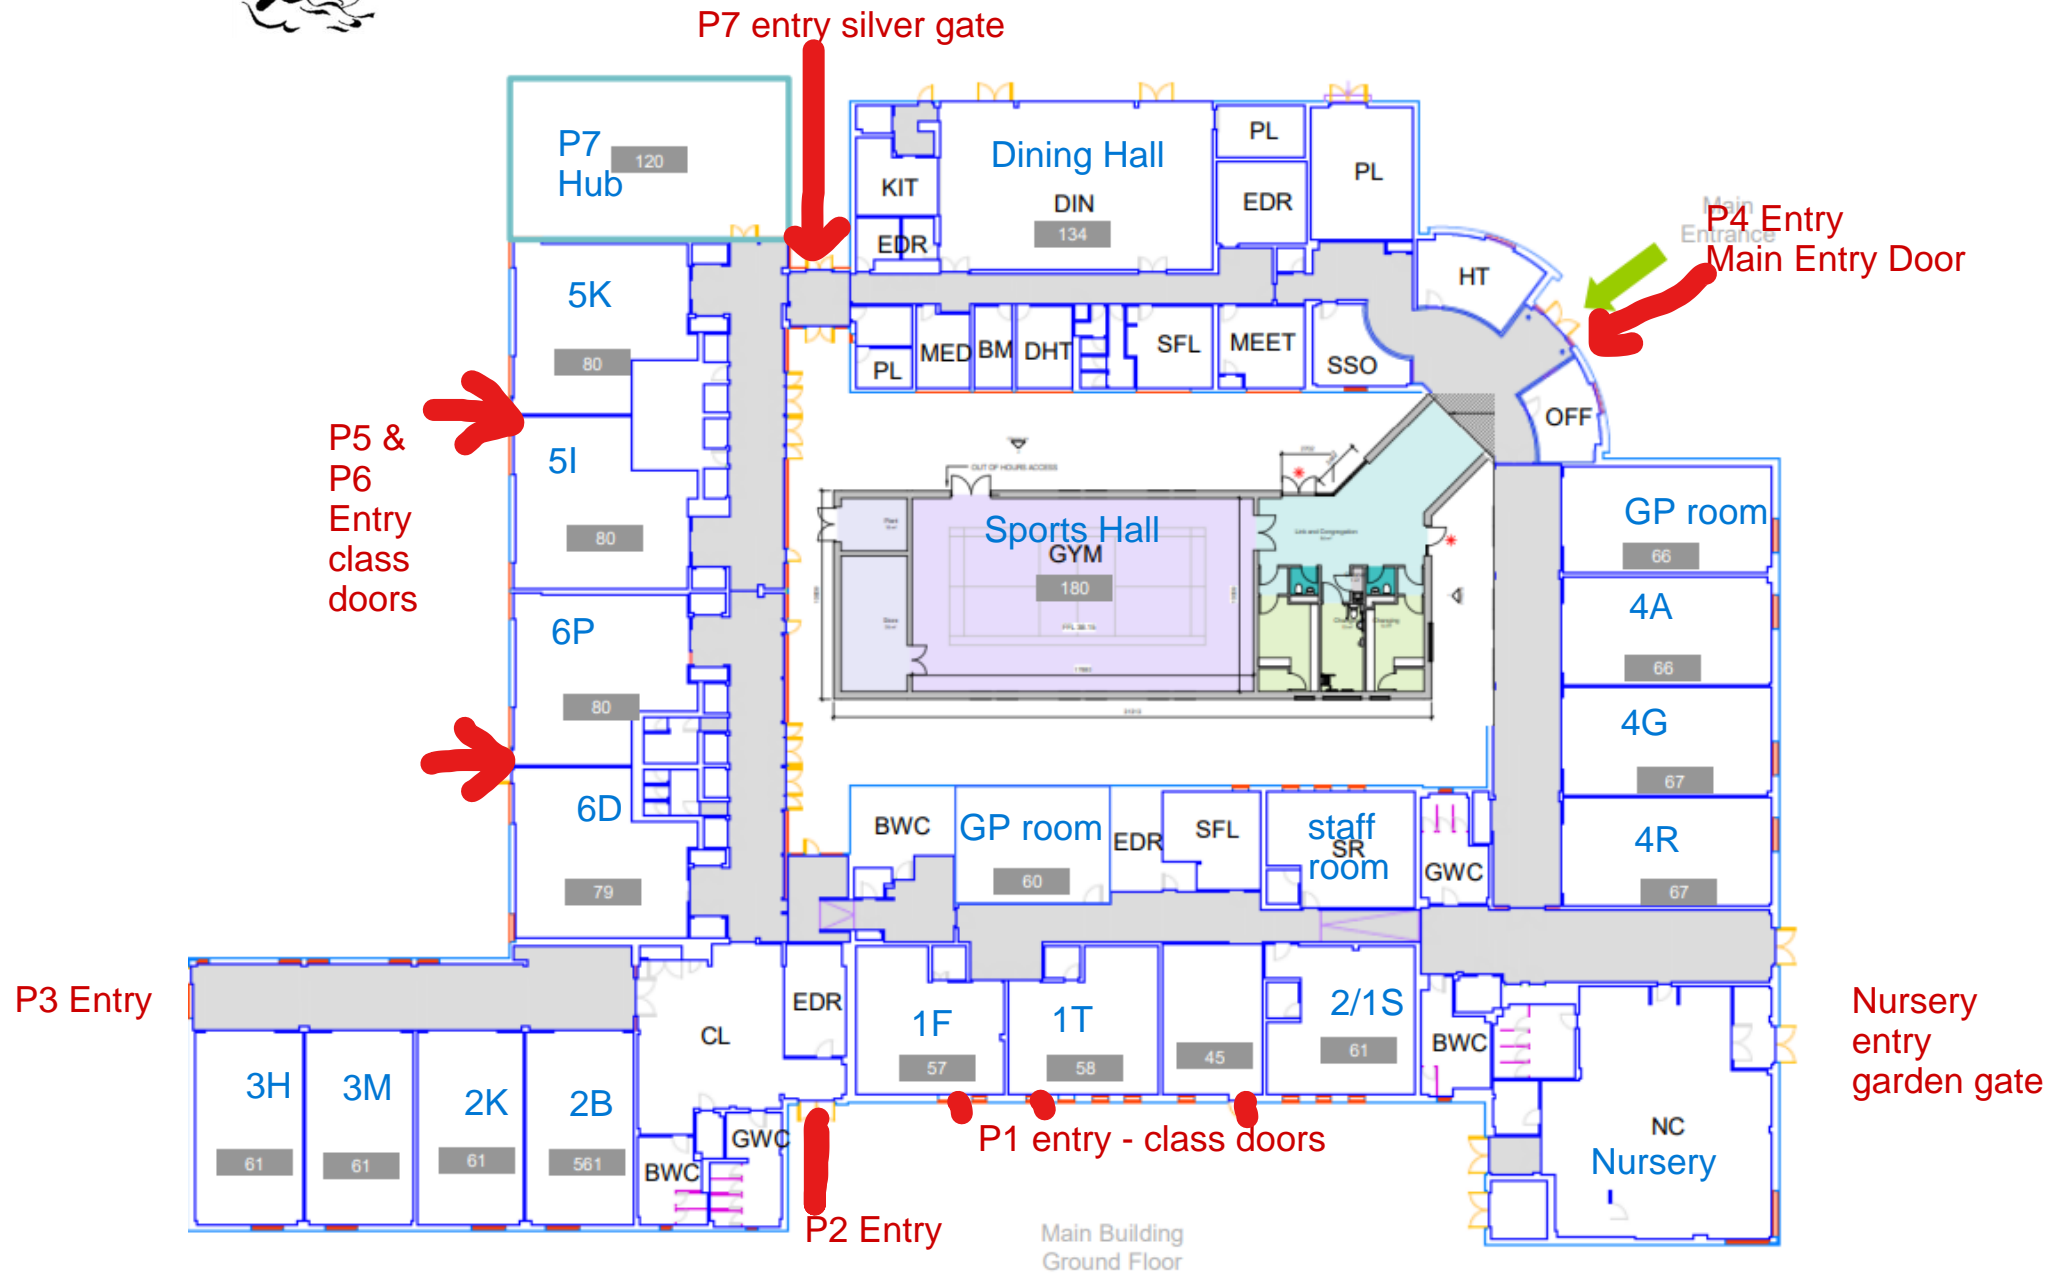 P7 entry silver gate
P7
Hub
120
Dining Hall
DIN
134
KIT
EDR
PL
EDR
PL
Main
Entrance
P4 Entry
Main Entry Door
HT
5K
80
PL
MED
BM
DHT
SFL
MEET
SSO
OFF
P5 &
P6
Entry
class
doors
5I
80
OUT OF HOURS ACCESS
Sports Hall
GYM
180
GP room
66
4A
66
6P
80
4G
67
6D
79
BWC
GP room
60
EDR
SFL
staff
SR
room
GWC
4R
67
P3 Entry
EDR
CL
1F
57
1T
58
45
2/1S
61
BWC
Nursery
entry
garden gate
3H
61
3M
61
2K
61
2B
561
GWC
BWC
P1 entry - class doors
NC
Nursery
P2 Entry
Main Building
Ground Floor